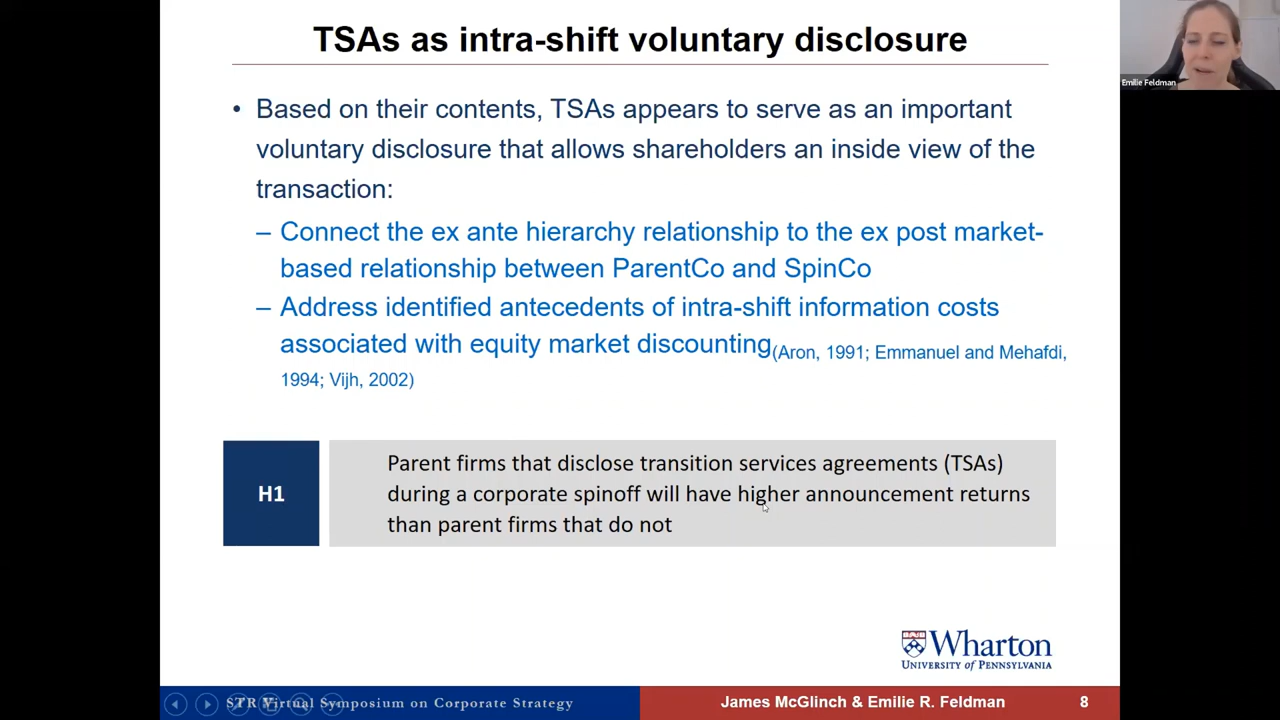 TSAs as intra-shift voluntary disclosure
Emilie Feldman
• Based on their contents, TSAs appears to serve as an important
voluntary disclosure that allows shareholders an inside view of the
transaction:
– Connect the ex ante hierarchy relationship to the ex post market-
based relationship between ParentCo and SpinCo
– Address identified antecedents of intra-shift information costs
associated with equity market discounting(Aron, 1991; Emmanuel and Mehafdi,
1994; Vijh, 2002)
H1
Parent firms that disclose transition services agreements (TSAs)
during a corporate spinoff will have higher announcement returns
than parent firms that do not
Wharton
UNIVERSITY of PENNSYLVANIA
STR Virtual Symposium on Corporate Strategy
James McGlinch & Emilie R. Feldman
8